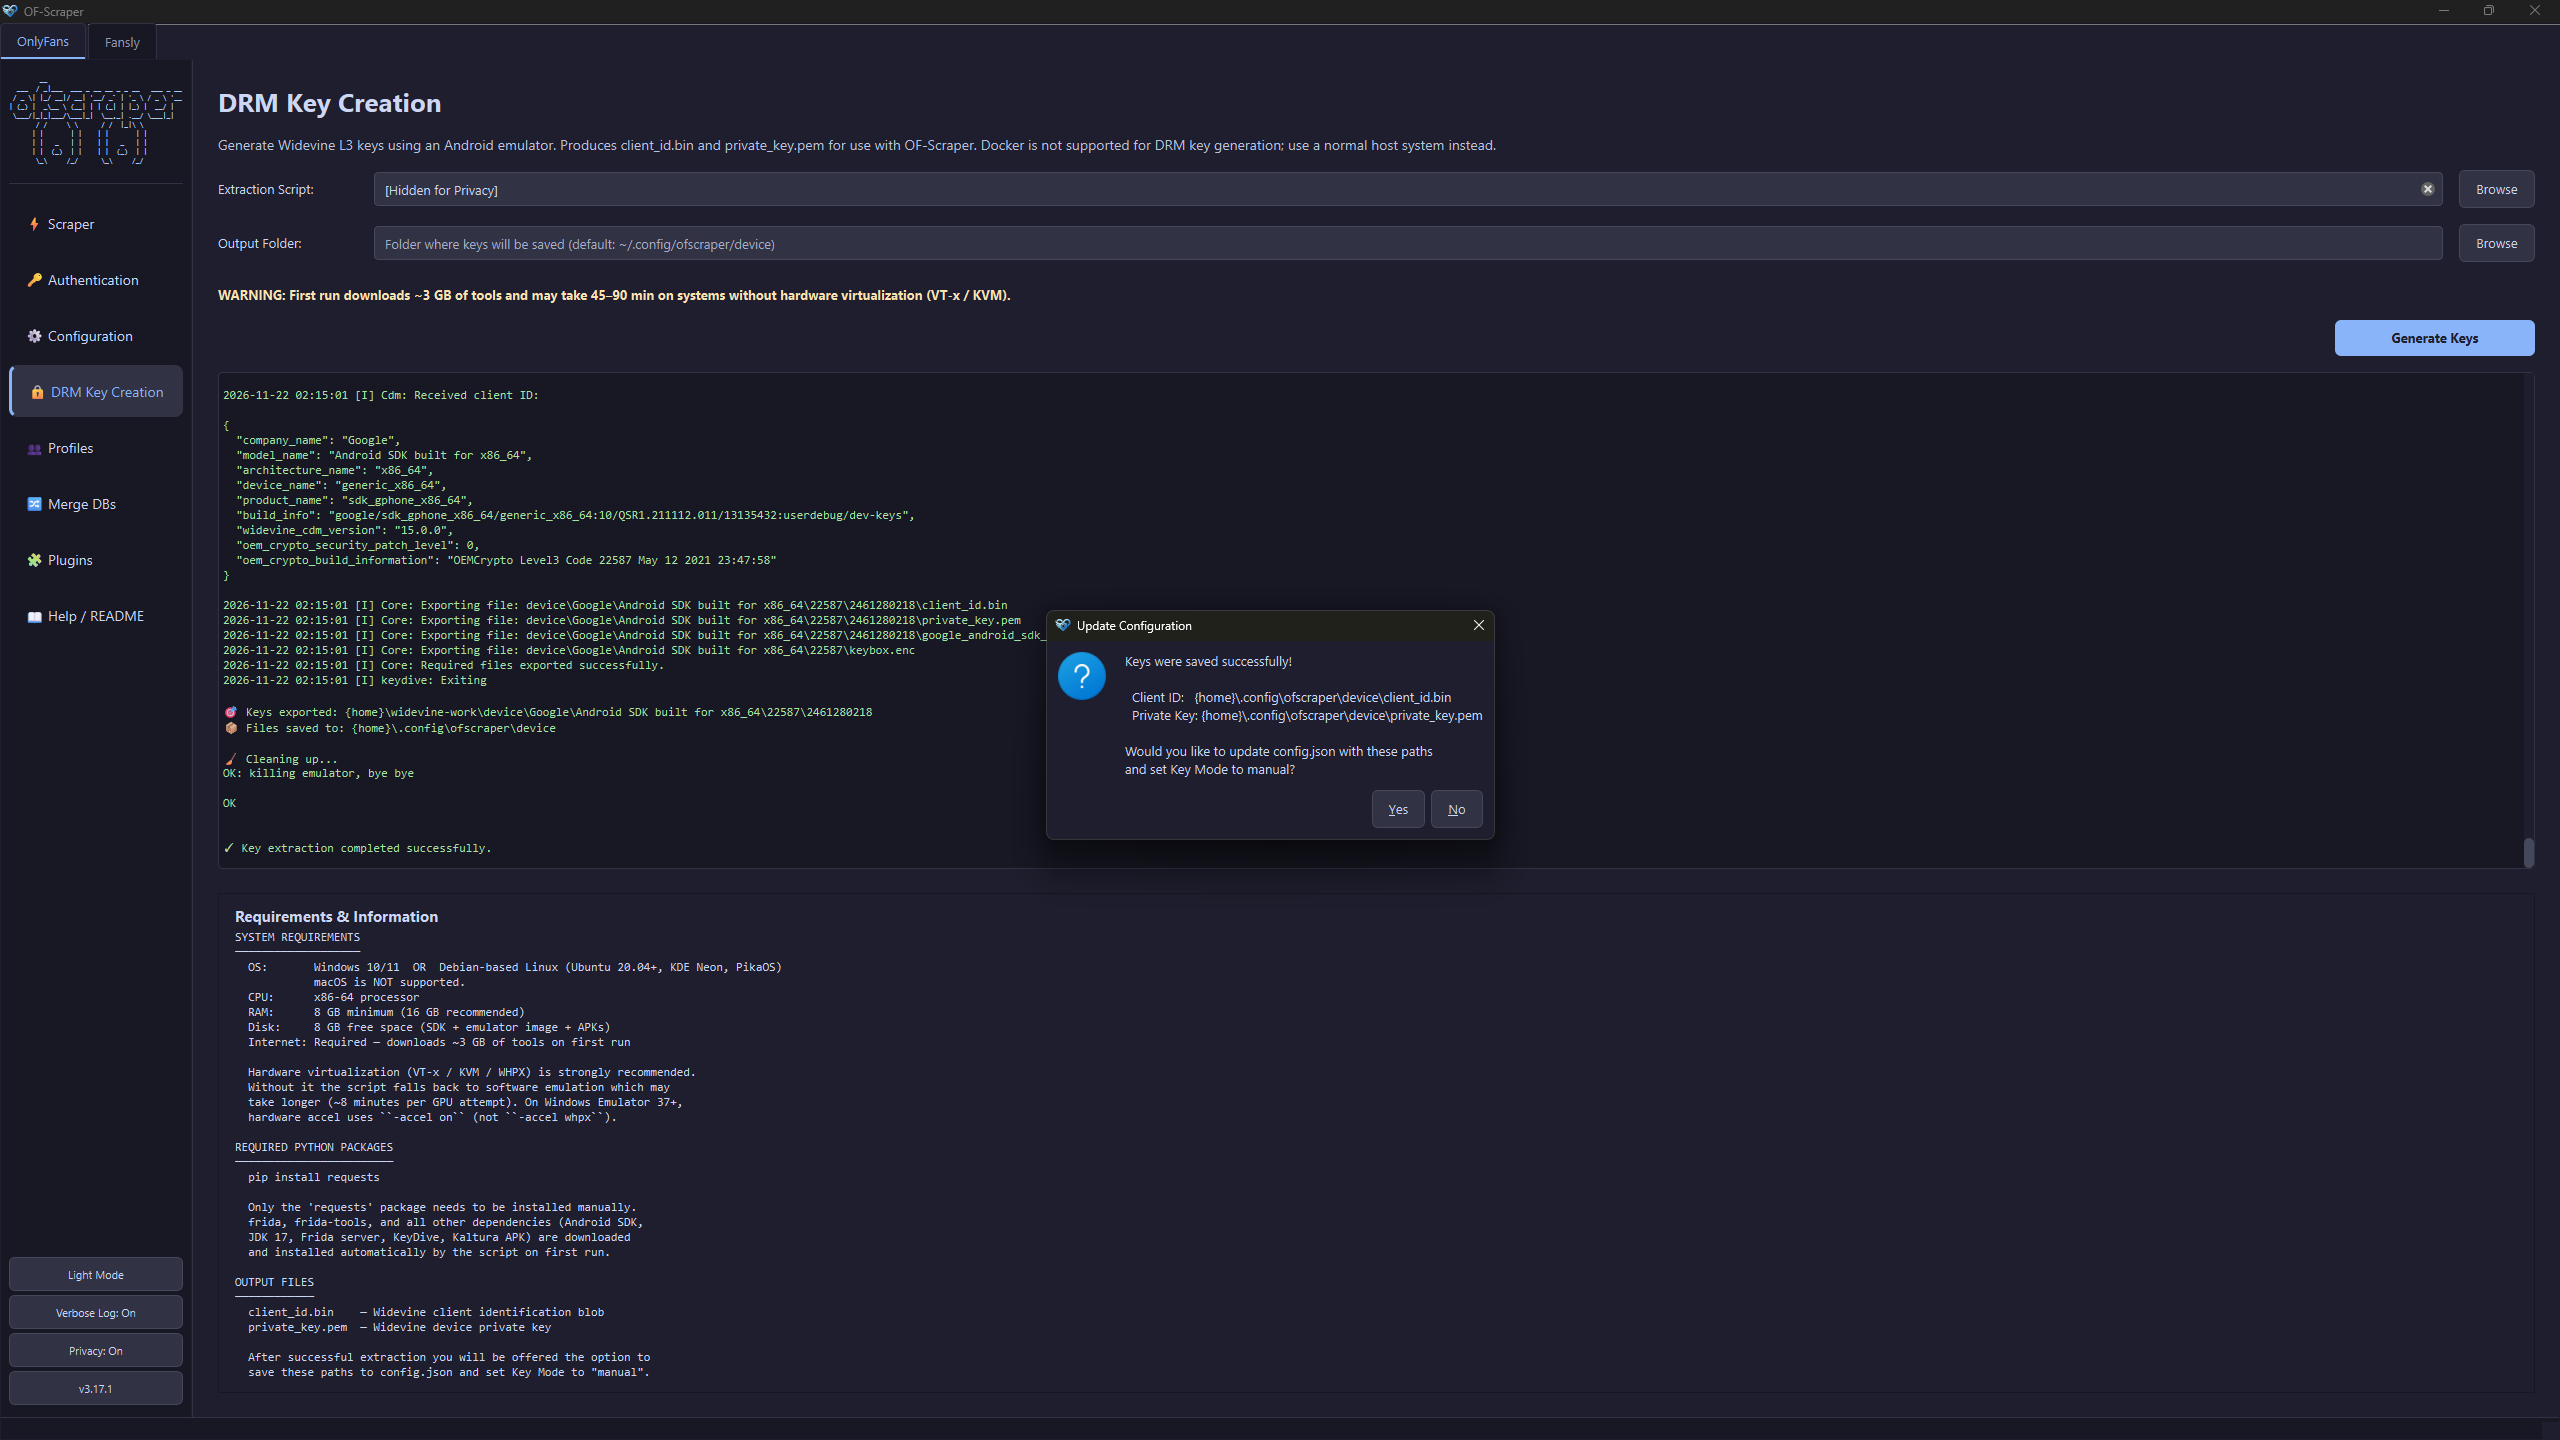 OF-Scraper
OnlyFans
Fansly
Scraper
Authentication
Configuration
DRM Key Creation
Profiles
Merge DBs
Plugins
Help / README
Light Mode
Verbose Log: On
Privacy: On
v3.17.1
DRM Key Creation
Generate Widevine L3 keys using an Android emulator. Produces client_id.bin and private_key.pem for use with OF-Scraper. Docker is not supported for DRM key generation; use a normal host system instead.
Extraction Script:
[Hidden for Privacy]
Browse
Output Folder:
Folder where keys will be saved (default: ~/.config/ofscraper/device)
Browse
WARNING: First run downloads ~3 GB of tools and may take 45–90 min on systems without hardware virtualization (VT-x / KVM).
Generate Keys
2026-11-22 02:15:01 [I] Cdm: Received client ID:
{
"company_name": "Google",
"model_name": "Android SDK built for x86_64",
"architecture_name": "x86_64",
"device_name": "generic_x86_64",
"product_name": "sdk_gphone_x86_64",
"build_info": "google/sdk_gphone_x86_64/generic_x86_64:10/QSR1.211112.011/13135432:userdebug/dev-keys",
"widevine_cdm_version": "15.0.0",
"oem_crypto_security_patch_level": 0,
"oem_crypto_build_information": "OEMCrypto Level3 Code 22587 May 12 2021 23:47:58"
}
2026-11-22 02:15:01 [I] Core: Exporting file: device\Google\Android SDK built for x86_64\22587\2461280218\client_id.bin
2026-11-22 02:15:01 [I] Core: Exporting file: device\Google\Android SDK built for x86_64\22587\2461280218\private_key.pem
2026-11-22 02:15:01 [I] Core: Exporting file: device\Google\Android SDK built for x86_64\22587\2461280218\google_android_sdk_
2026-11-22 02:15:01 [I] Core: Exporting file: device\Google\Android SDK built for x86_64\22587\keybox.enc
2026-11-22 02:15:01 [I] Core: Required files exported successfully.
2026-11-22 02:15:01 [I] keydive: Exiting
🎯 Keys exported: {home}\widevine-work\device\Google\Android SDK built for x86_64\22587\2461280218
📦 Files saved to: {home}\.config\ofscraper\device
🧹 Cleaning up...
OK: killing emulator, bye bye
OK
✓ Key extraction completed successfully.
Update Configuration
Keys were saved successfully!
Client ID: {home}\.config\ofscraper\device\client_id.bin
Private Key: {home}\.config\ofscraper\device\private_key.pem
Would you like to update config.json with these paths
and set Key Mode to manual?
Yes
No
Requirements & Information
SYSTEM REQUIREMENTS
OS: Windows 10/11 OR Debian-based Linux (Ubuntu 20.04+, KDE Neon, PikaOS)
macOS is NOT supported.
CPU: x86-64 processor
RAM: 8 GB minimum (16 GB recommended)
Disk: 8 GB free space (SDK + emulator image + APKs)
Internet: Required — downloads ~3 GB of tools on first run
Hardware virtualization (VT-x / KVM / WHPX) is strongly recommended.
Without it the script falls back to software emulation which may
take longer (~8 minutes per GPU attempt). On Windows Emulator 37+,
hardware accel uses ``-accel on`` (not ``-accel whpx``).
REQUIRED PYTHON PACKAGES
pip install requests
Only the 'requests' package needs to be installed manually.
frida, frida-tools, and all other dependencies (Android SDK,
JDK 17, Frida server, KeyDive, Kaltura APK) are downloaded
and installed automatically by the script on first run.
OUTPUT FILES
client_id.bin — Widevine client identification blob
private_key.pem — Widevine device private key
After successful extraction you will be offered the option to
save these paths to config.json and set Key Mode to "manual".